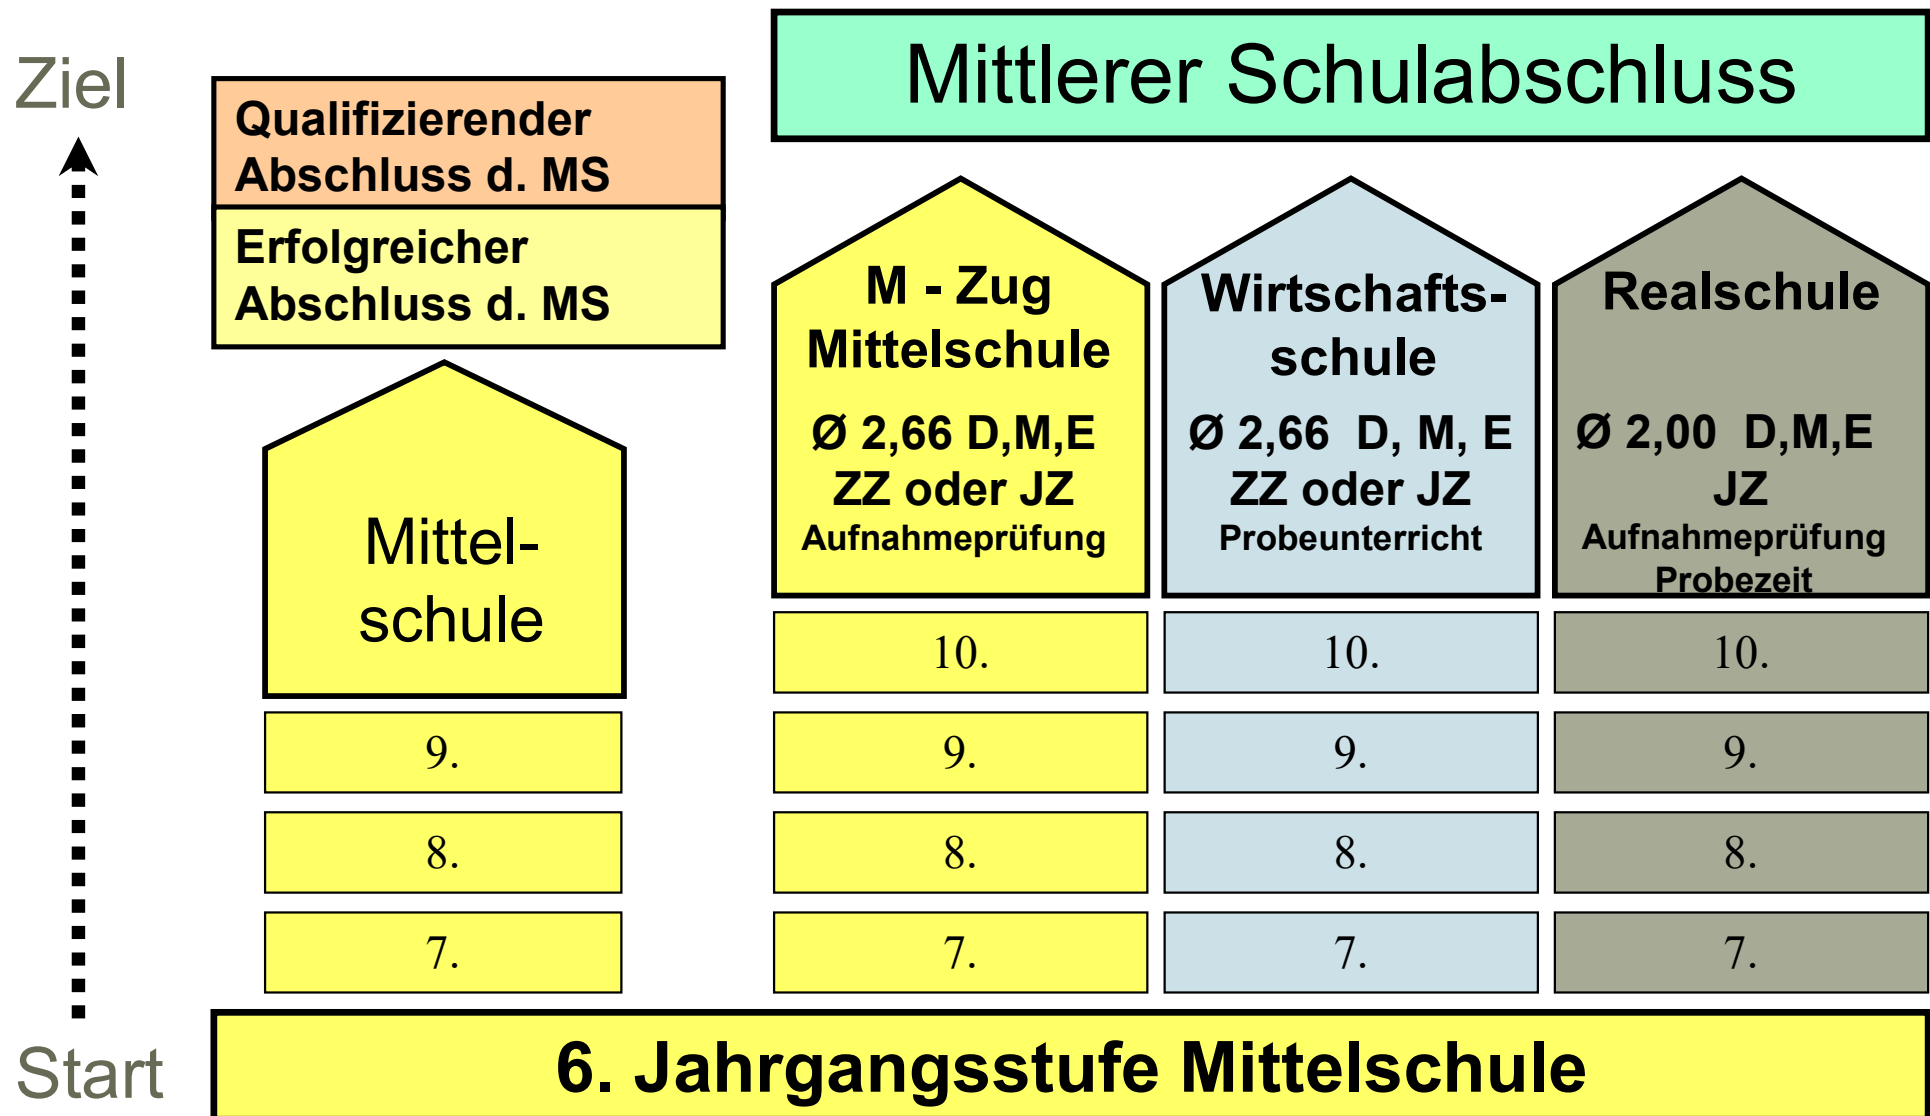 Ziel
Mittlerer Schulabschluss
Qualifizierender
Abschluss d. MS
Erfolgreicher
Abschluss d. MS
Mittel-
schule
9.
8.
7.
M - Zug
Mittelschule
Ø 2,66 D,M,E
ZZ oder JZ
Aufnahmeprüfung
10.
9.
8.
7.
Wirtschafts-
schule
Ø 2,66 D, M, E
ZZ oder JZ
Probeunterricht
10.
9.
8.
7.
Realschule
Ø 2,00 D,M,E
JZ
Aufnahmeprüfung
Probezeit
10.
9.
8.
7.
Start
6. Jahrgangsstufe Mittelschule